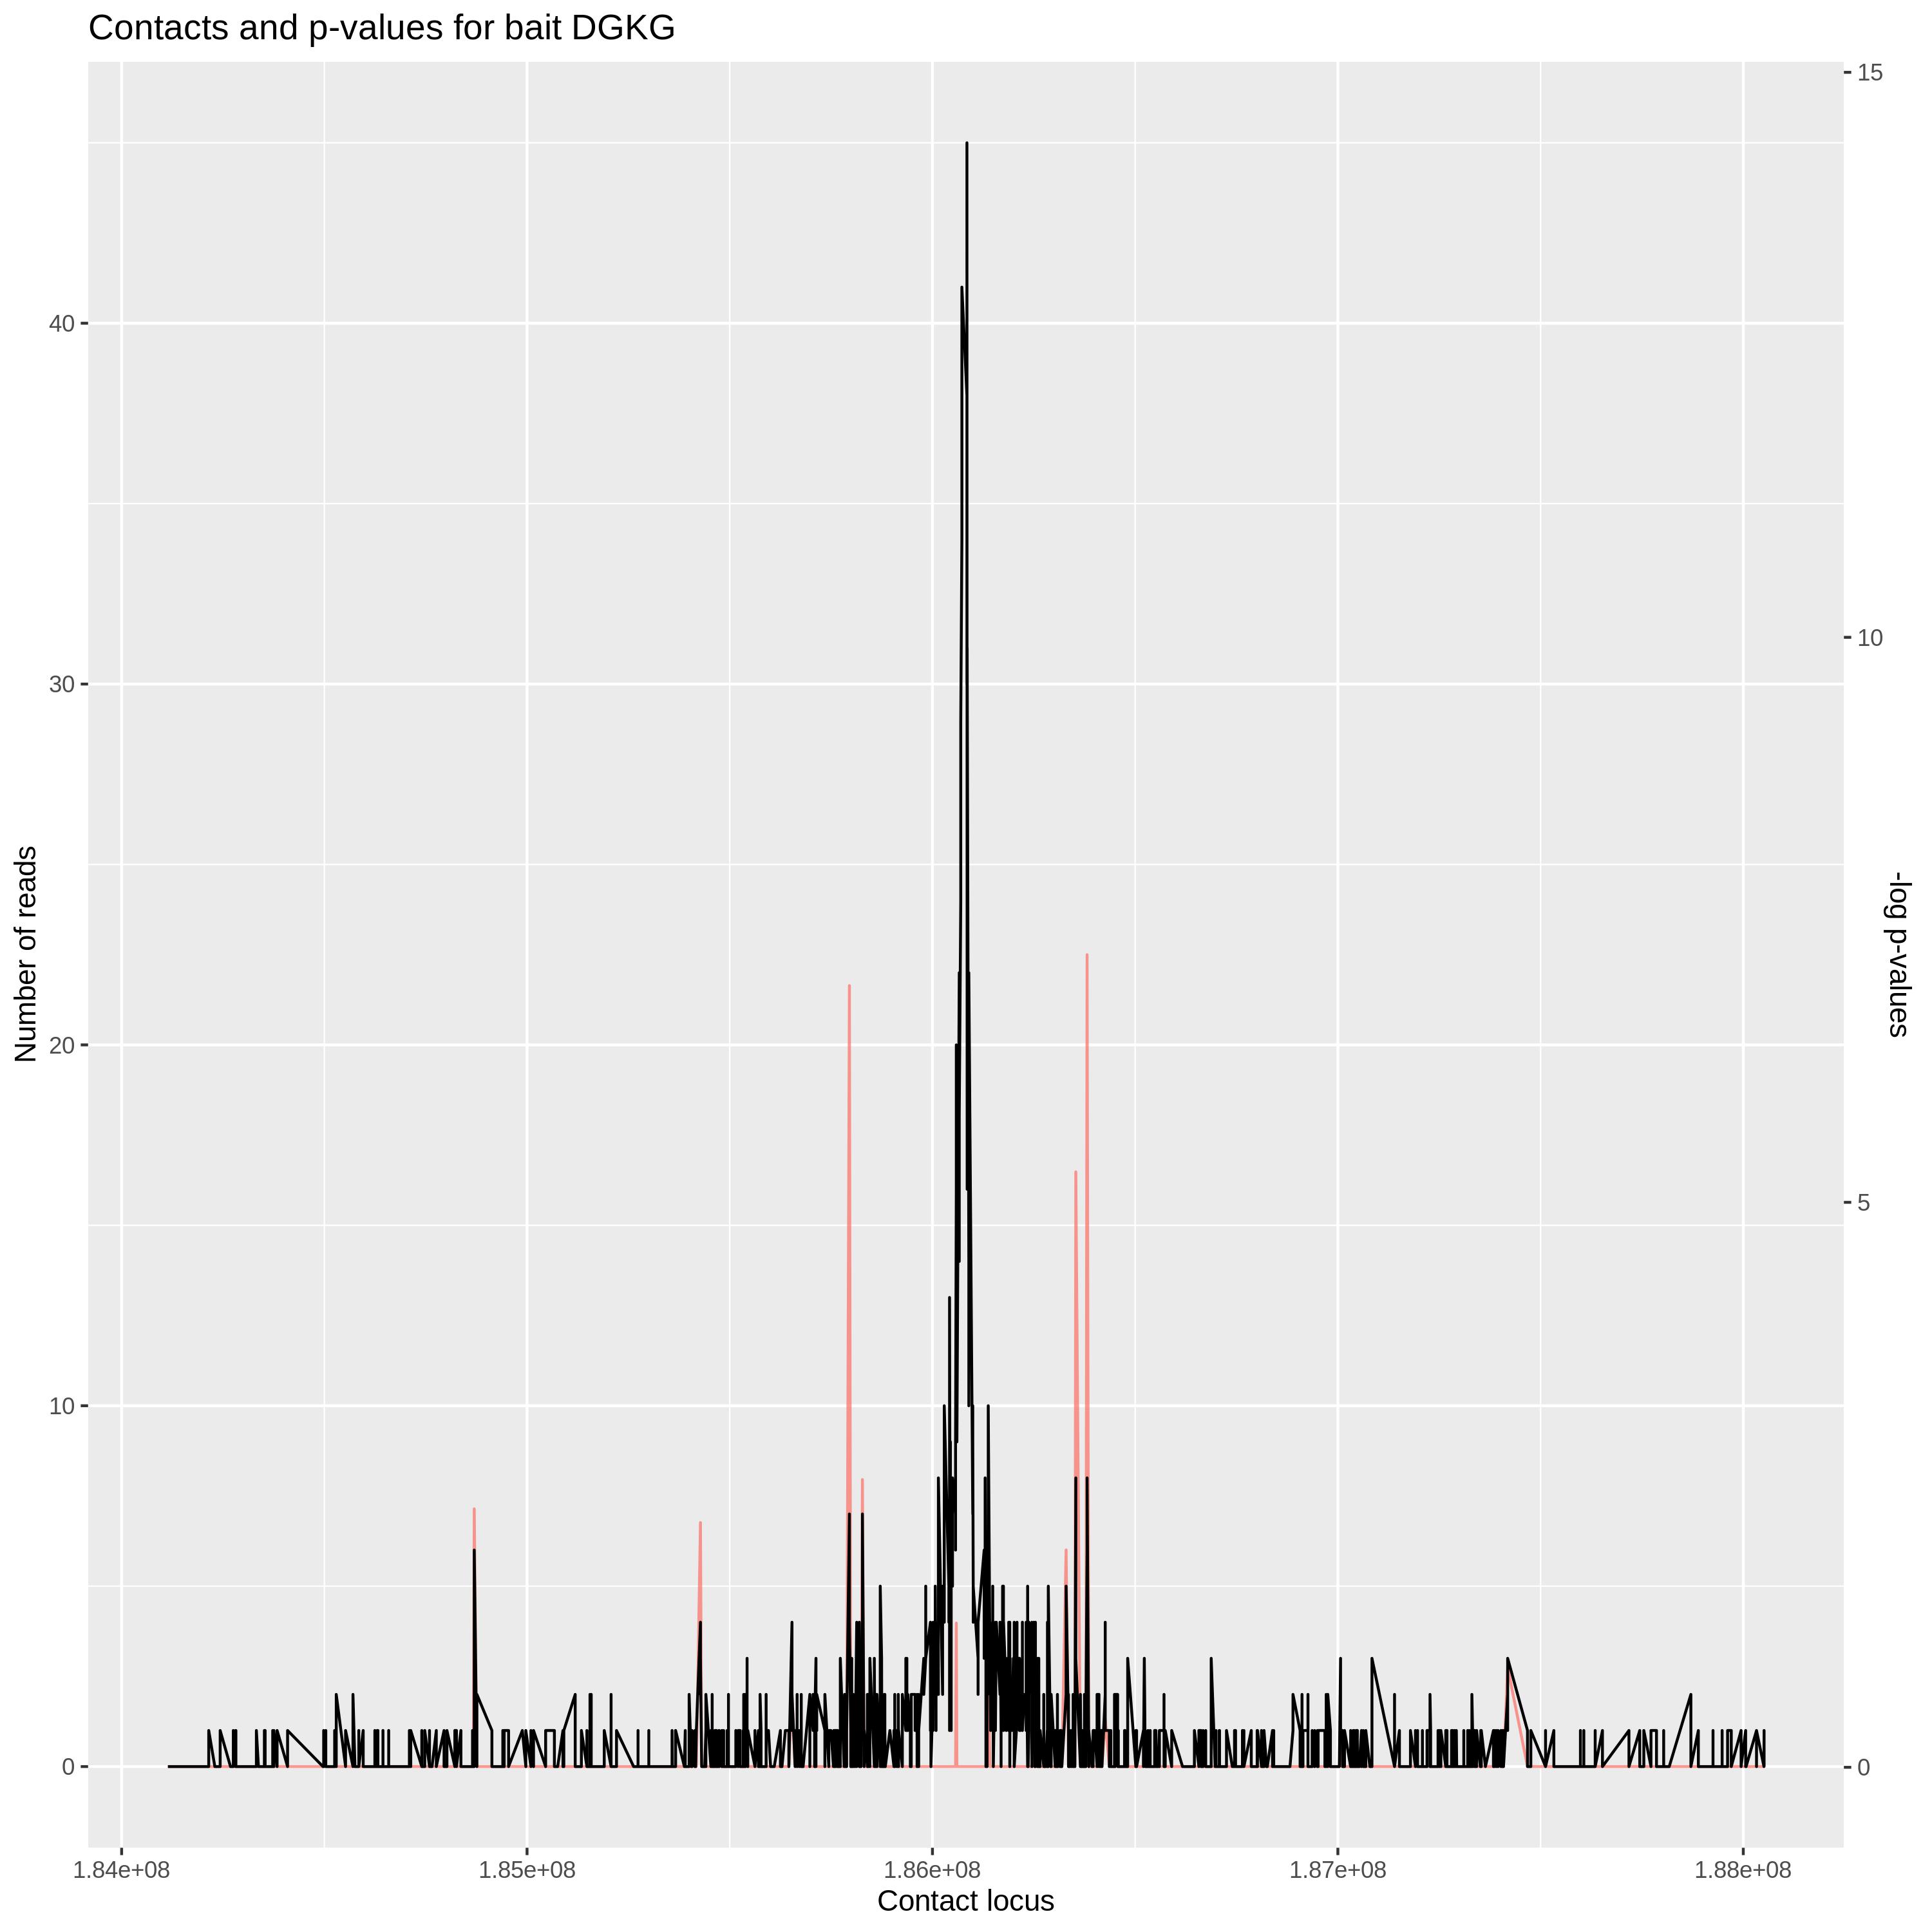 Contacts and p-values for bait DGKG
15
40
10
30
Number of reads
-log p-values
20
5
10
0
0
1.84e+08
1.85e+08
1.86e+08
1.87e+08
1.88e+08
Contact locus